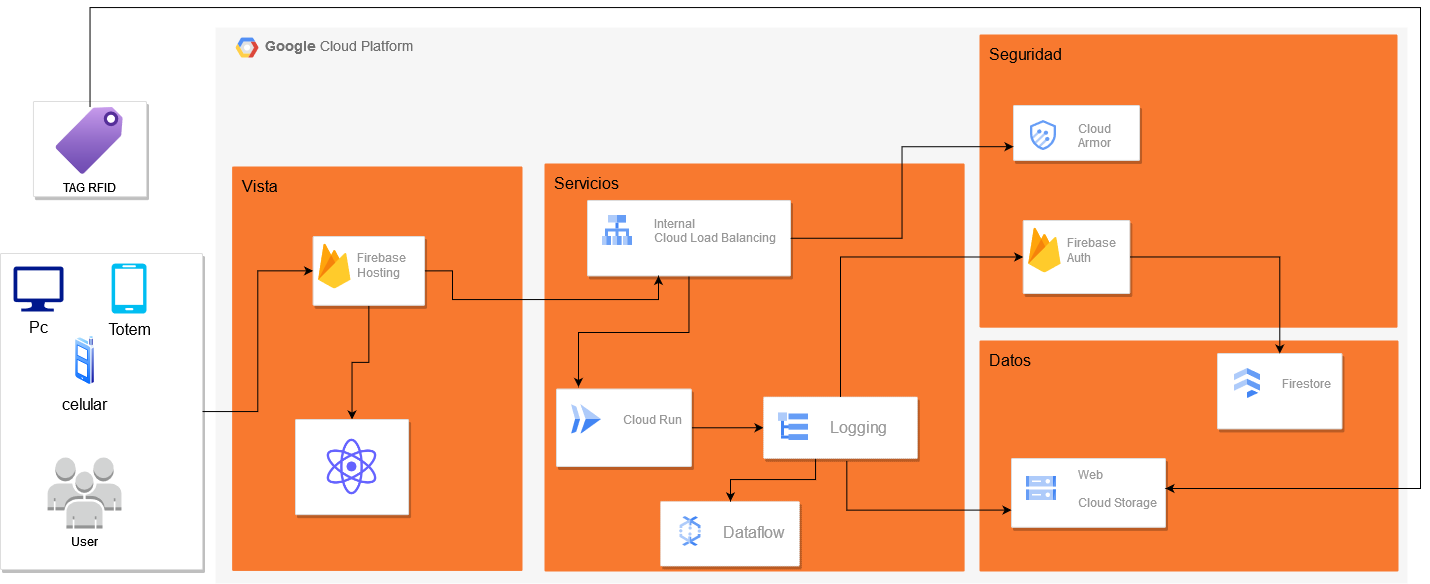 Google Cloud Platform
TAG RFID
Pc
Totem
celular
User
Vista
Firebase
Hosting
Servicios
Internal
Cloud Load Balancing
Cloud Run
Logging
Dataflow
Seguridad
Cloud
Armor
Firebase
Auth
Datos
Firestore
Web
Cloud Storage